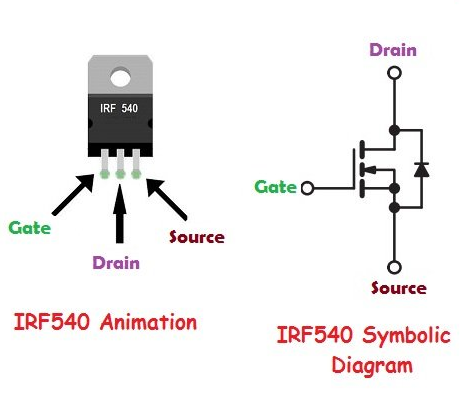 IRF 540
Gate
Drain
Source
IRF540 Animation
Drain
Gate
Source
IRF540 Symbolic
Diagram